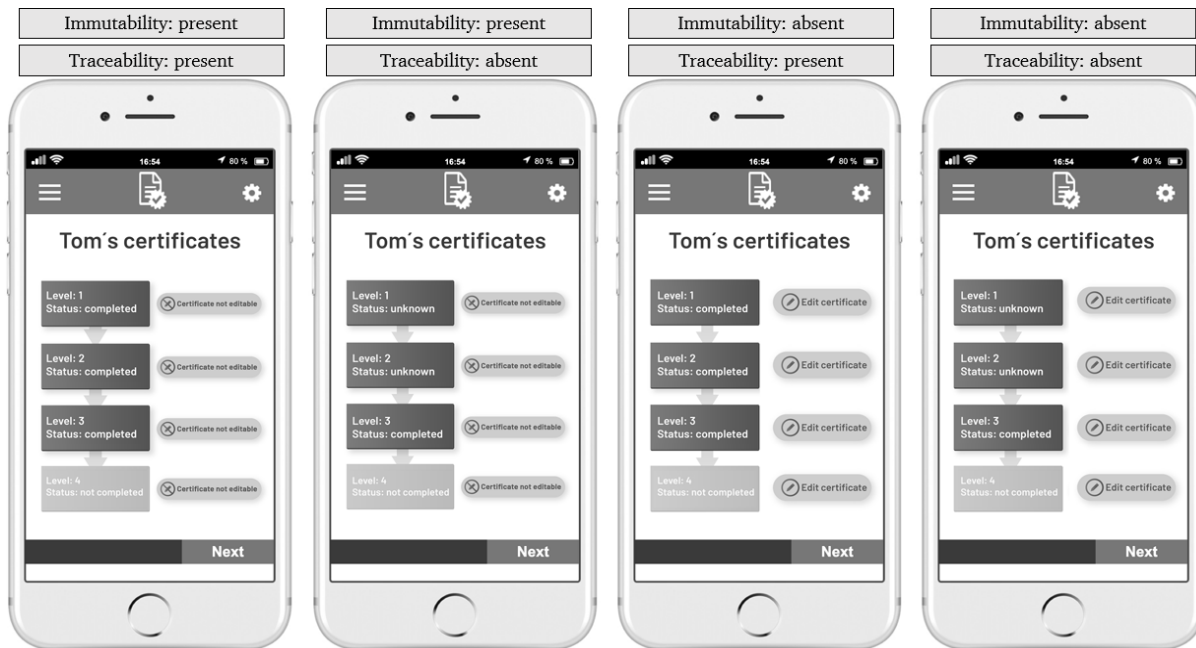 Immutability: present
Traceability: present
16:54
80 %
Tom´s certificates
Level: 1
Status: completed
Certificate not editable
Level: 2
Status: completed
Certificate not editable
Level: 3
Status: completed
Certificate not editable
Level: 4
Status: not completed
Certificate not editable
Next
Immutability: present
Traceability: absent
16:54
80 %
Tom´s certificates
Level: 1
Status: unknown
Certificate not editable
Level: 2
Status: unknown
Certificate not editable
Level: 3
Status: completed
Certificate not editable
Level: 4
Status: not completed
Certificate not editable
Next
Immutability: absent
Traceability: present
16:54
80 %
Tom´s certificates
Level: 1
Status: completed
Edit certificate
Level: 2
Status: completed
Edit certificate
Level: 3
Status: completed
Edit certificate
Level: 4
Status: not completed
Edit certificate
Next
Immutability: absent
Traceability: absent
16:54
80 %
Tom´s certificates
Level: 1
Status: unknown
Edit certificate
Level: 2
Status: unknown
Edit certificate
Level: 3
Status: completed
Edit certificate
Level: 4
Status: not completed
Edit certificate
Next